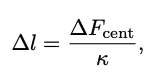 Δl = ΔF_cent / κ,